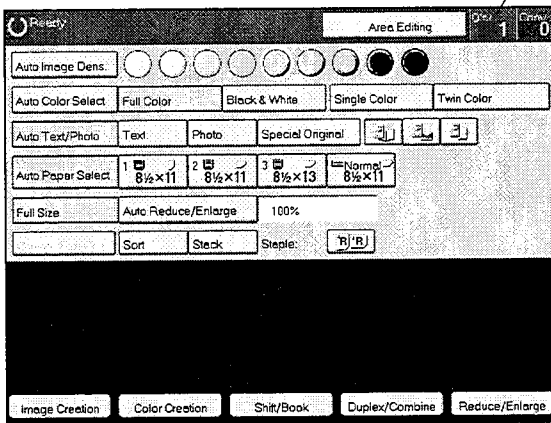 Ready Area Editing Qty. 1 Copy 0
Auto Image Dens.
Auto Color Select Full Color Black & White Single Color Twin Color
Auto Text/Photo Text Photo Special Original
Auto Paper Select 1 8½×11 2 8½×11 3 8½×13 Normal 8½×11
Full Size Auto Reduce/Enlarge 100%
Sort Stack Staple: R R
Image Creation Color Creation Shift/Book Duplex/Combine Reduce/Enlarge